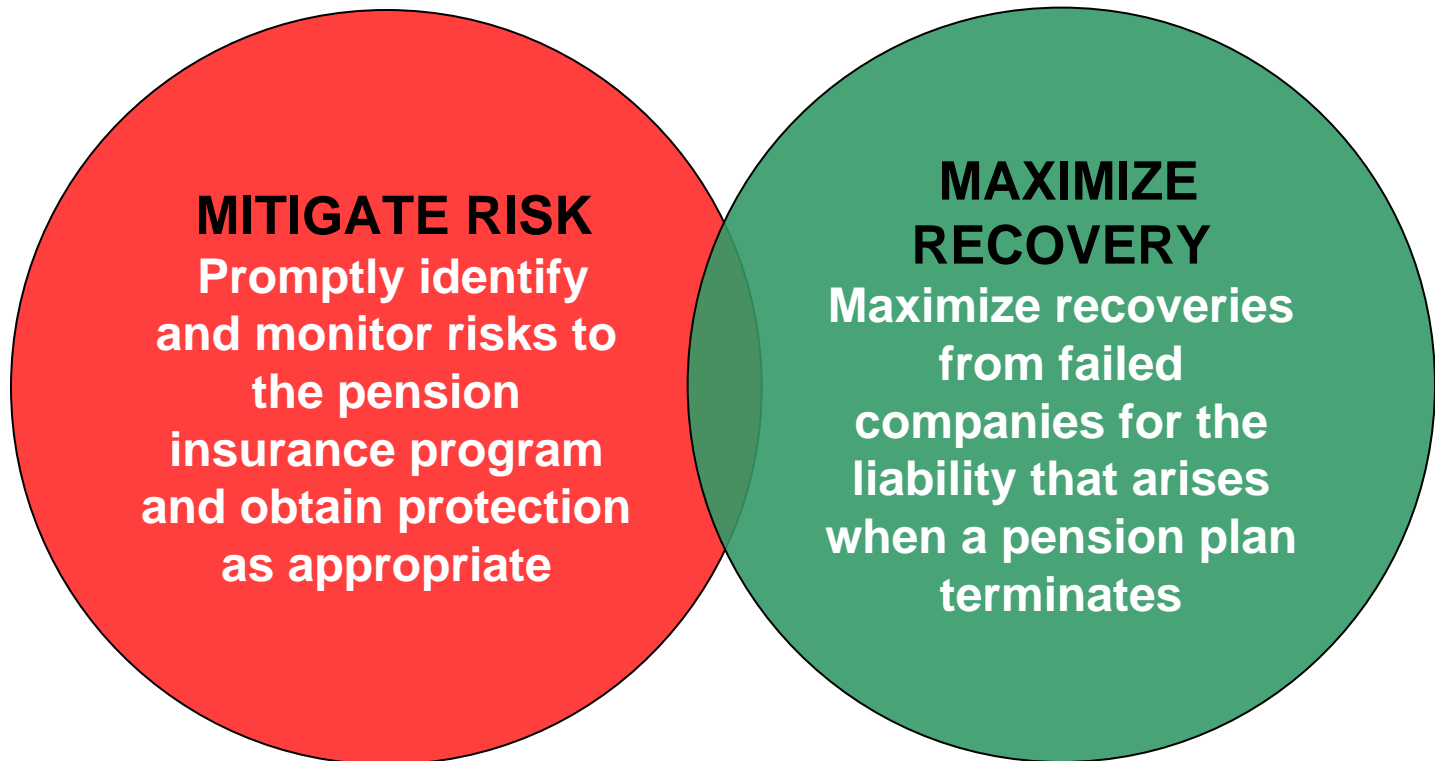 MITIGATE RISK
Promptly identify
and monitor risks to
the pension
insurance program
and obtain protection
as appropriate
MAXIMIZE
RECOVERY
Maximize recoveries
from failed
companies for the
liability that arises
when a pension plan
terminates